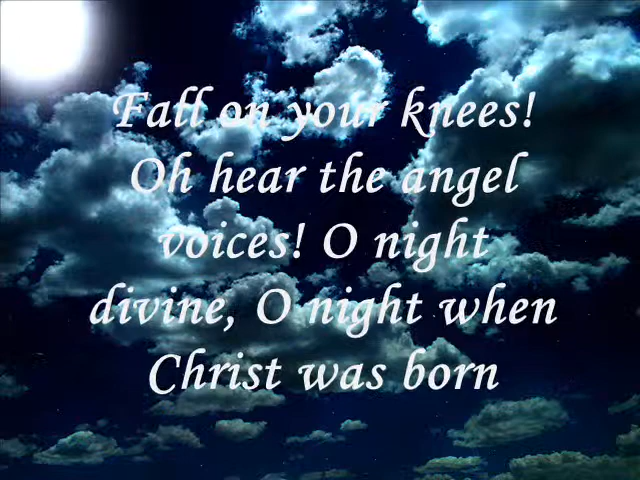 Fall on your knees!
Oh hear the angel
voices! O night
divine, O night when
Christ was born